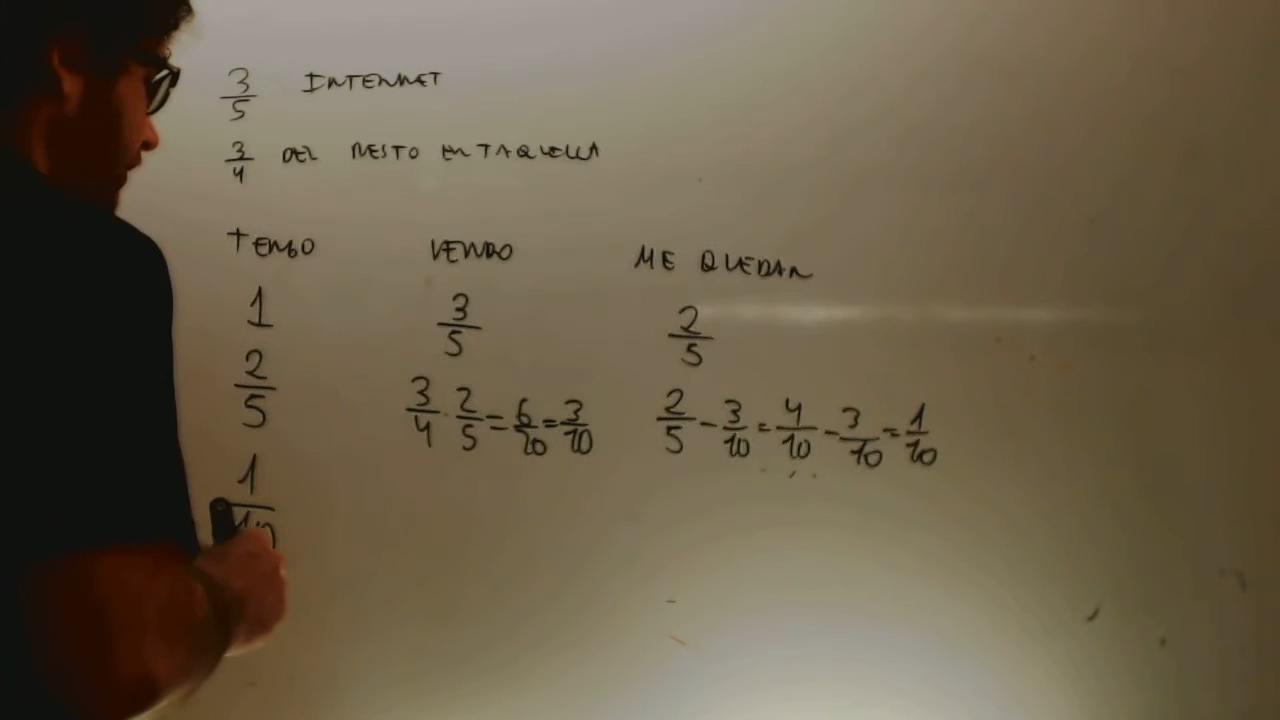 3/5 INTERNET
3/4 DEL RESTO EN TAQUILLA
TENGO VENDO ME QUEDAN
1 3/5 2/5
2/5 3/4 · 2/5 = 6/20 = 3/10 2/5 - 3/10 = 4/10 - 3/10 = 1/10
1/10